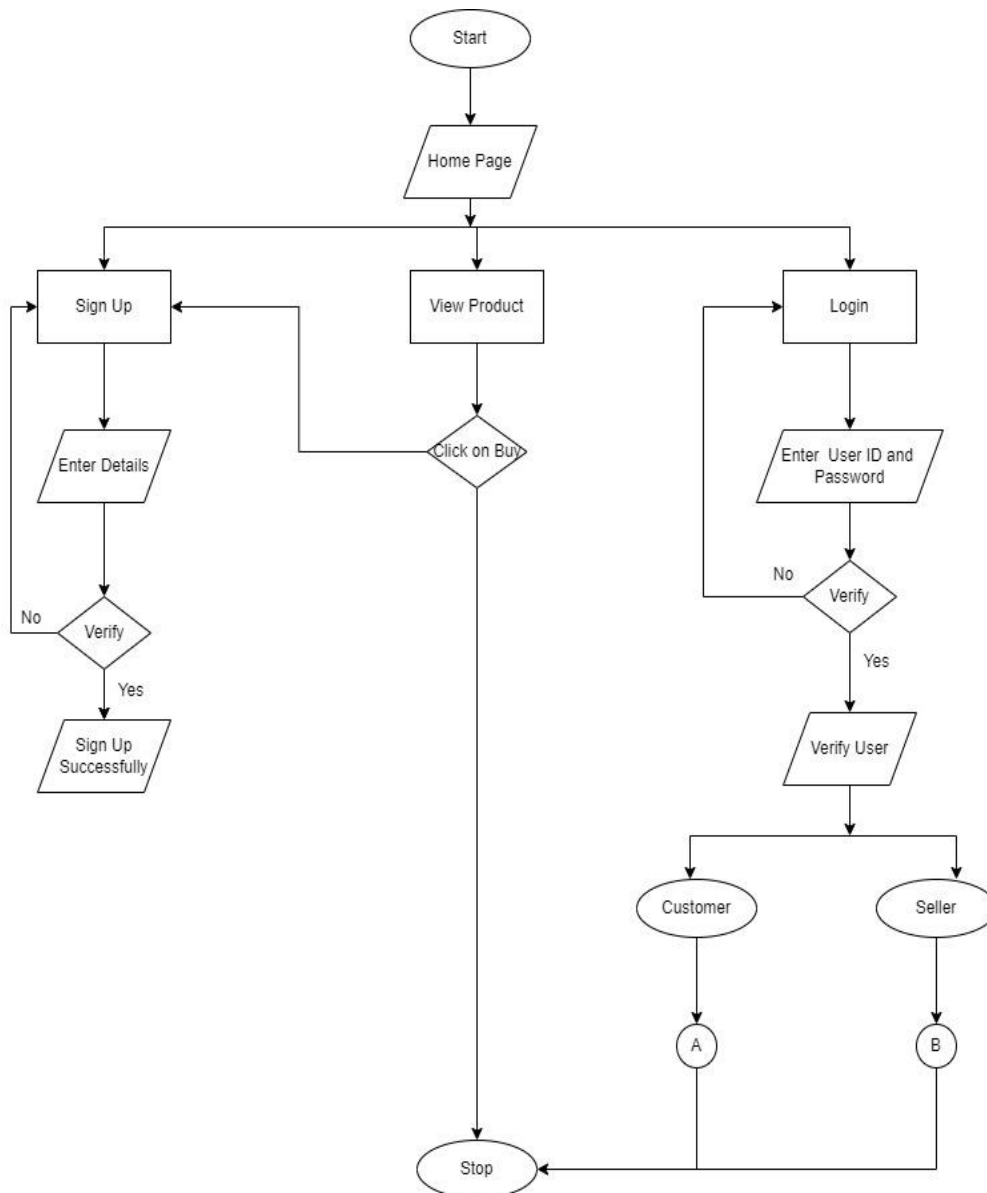 Start
Home Page
Sign Up
View Product
Login
Click on Buy
Enter Details
Enter User ID and
Password
No
Verify
Yes
No
Verify
Yes
Sign Up
Successfully
Verify User
Customer
Seller
A
B
Stop